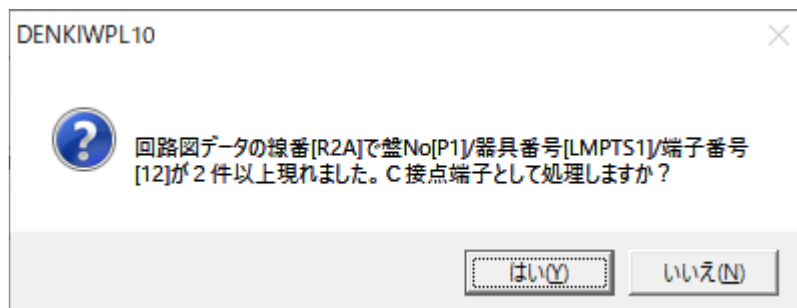 DENKIWPL10
回路図データの線番[R2A]で盤No[P1]/器具番号[LMPTS1]/端子番号
[12]が２件以上現れました。C接点端子として処理しますか？
はい(Y)
いいえ(N)